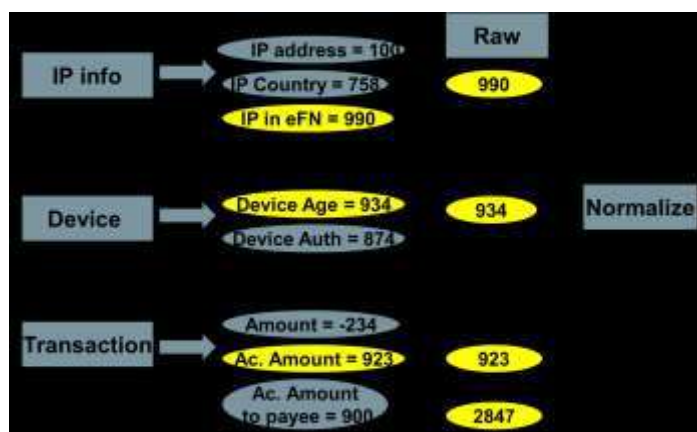 Raw
IP info
IP address = 100
IP Country = 758
990
IP in eFN = 990
Device
Device Age = 934
934
Normalize
Device Auth = 874
Transaction
Amount = -234
Ac. Amount = 923
923
Ac. Amount
to payee = 900
2847